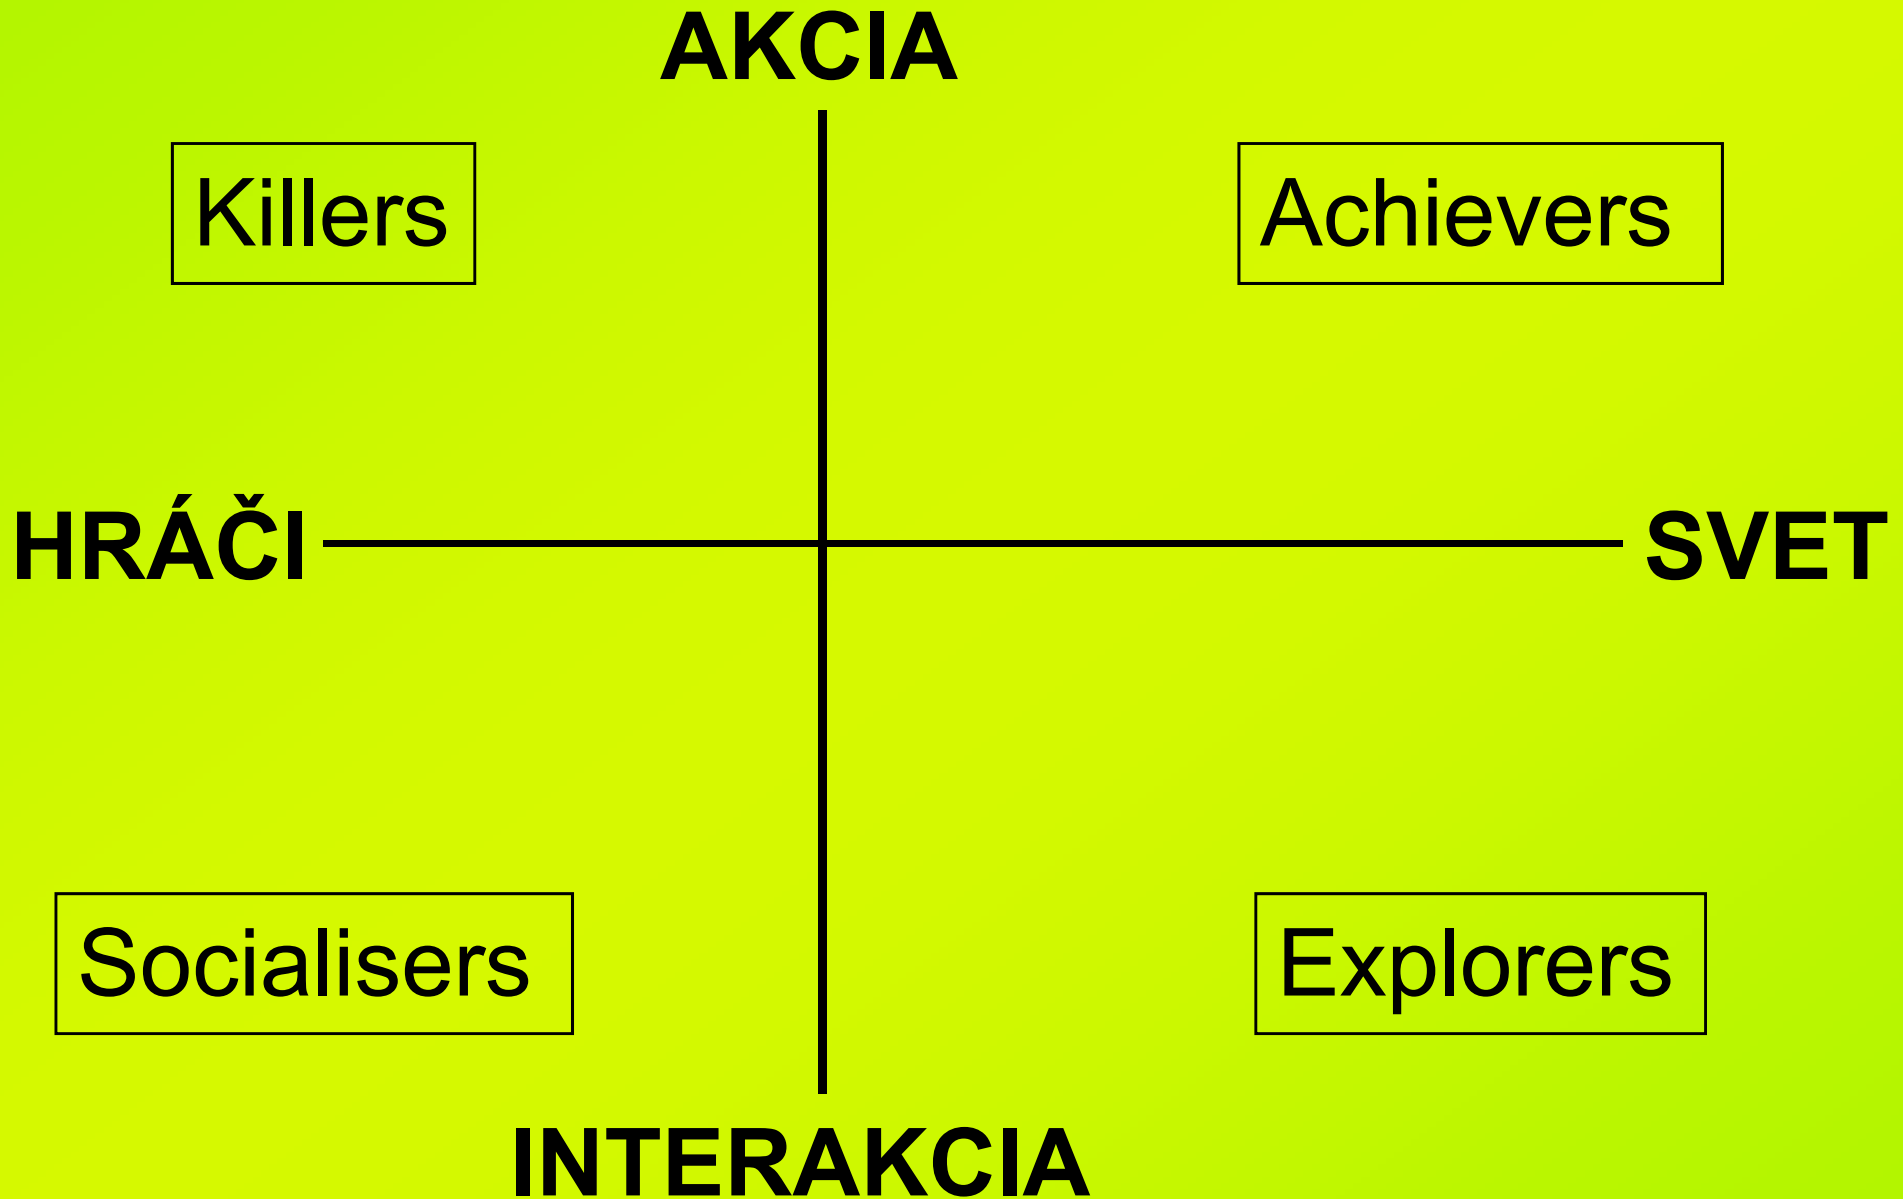 AKCIA
Killers
Achievers
HRÁČI
SVET
Socialisers
Explorers
INTERAKCIA